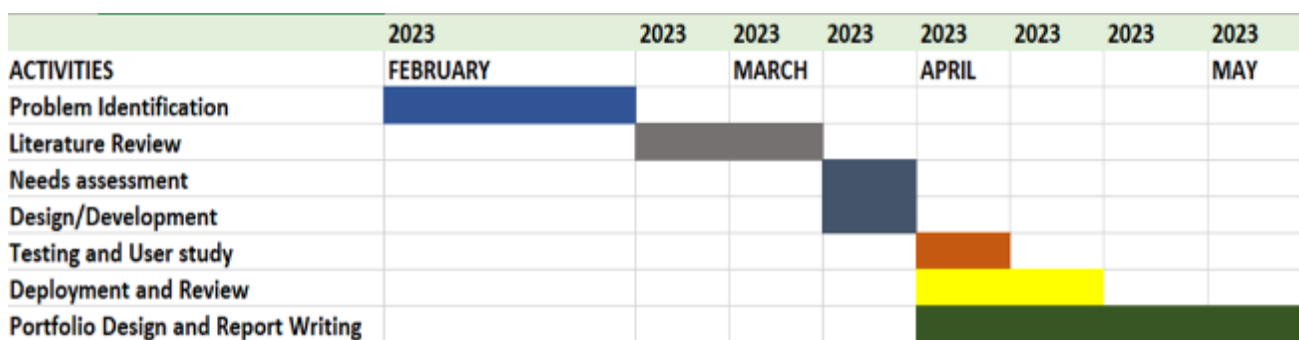 2023 2023 2023 2023 2023 2023 2023 2023
ACTIVITIES FEBRUARY MARCH APRIL MAY
Problem Identification
Literature Review
Needs assessment
Design/Development
Testing and User study
Deployment and Review
Portfolio Design and Report Writing